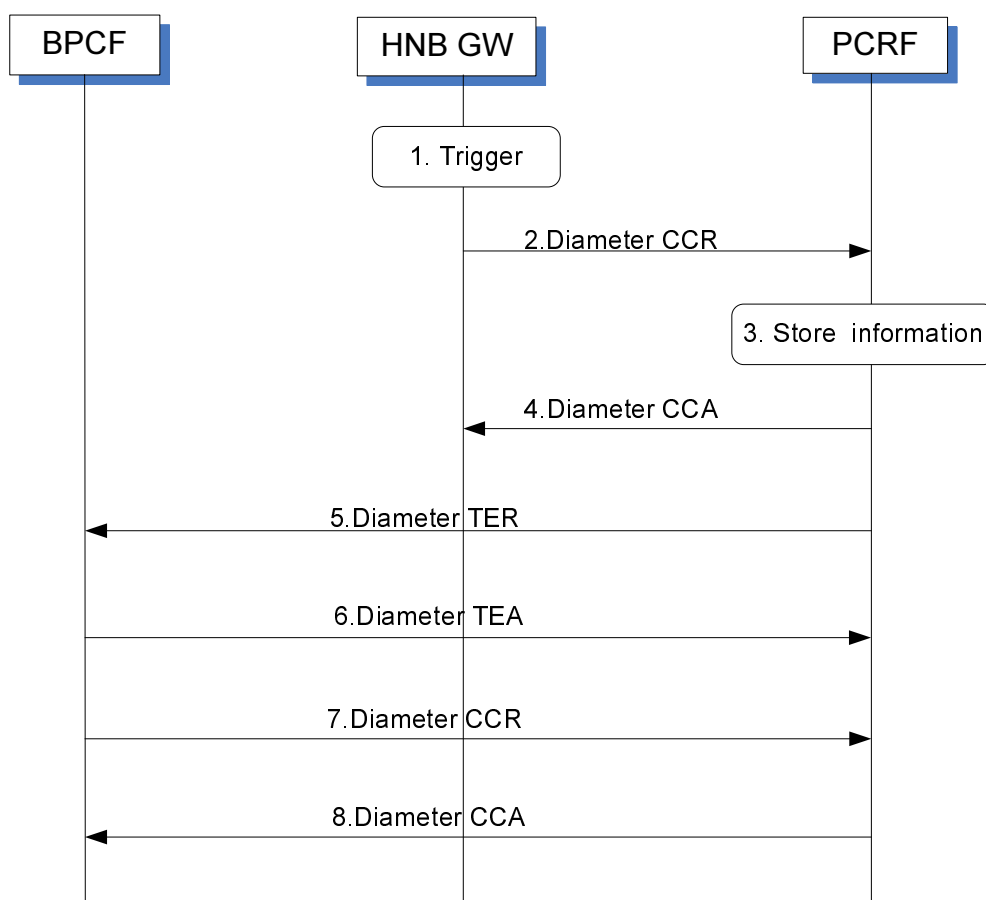 BPCF
HNB GW
PCRF
1. Trigger
2.Diameter CCR
3. Store information
4.Diameter CCA
5.Diameter TER
6.Diameter TEA
7.Diameter CCR
8.Diameter CCA